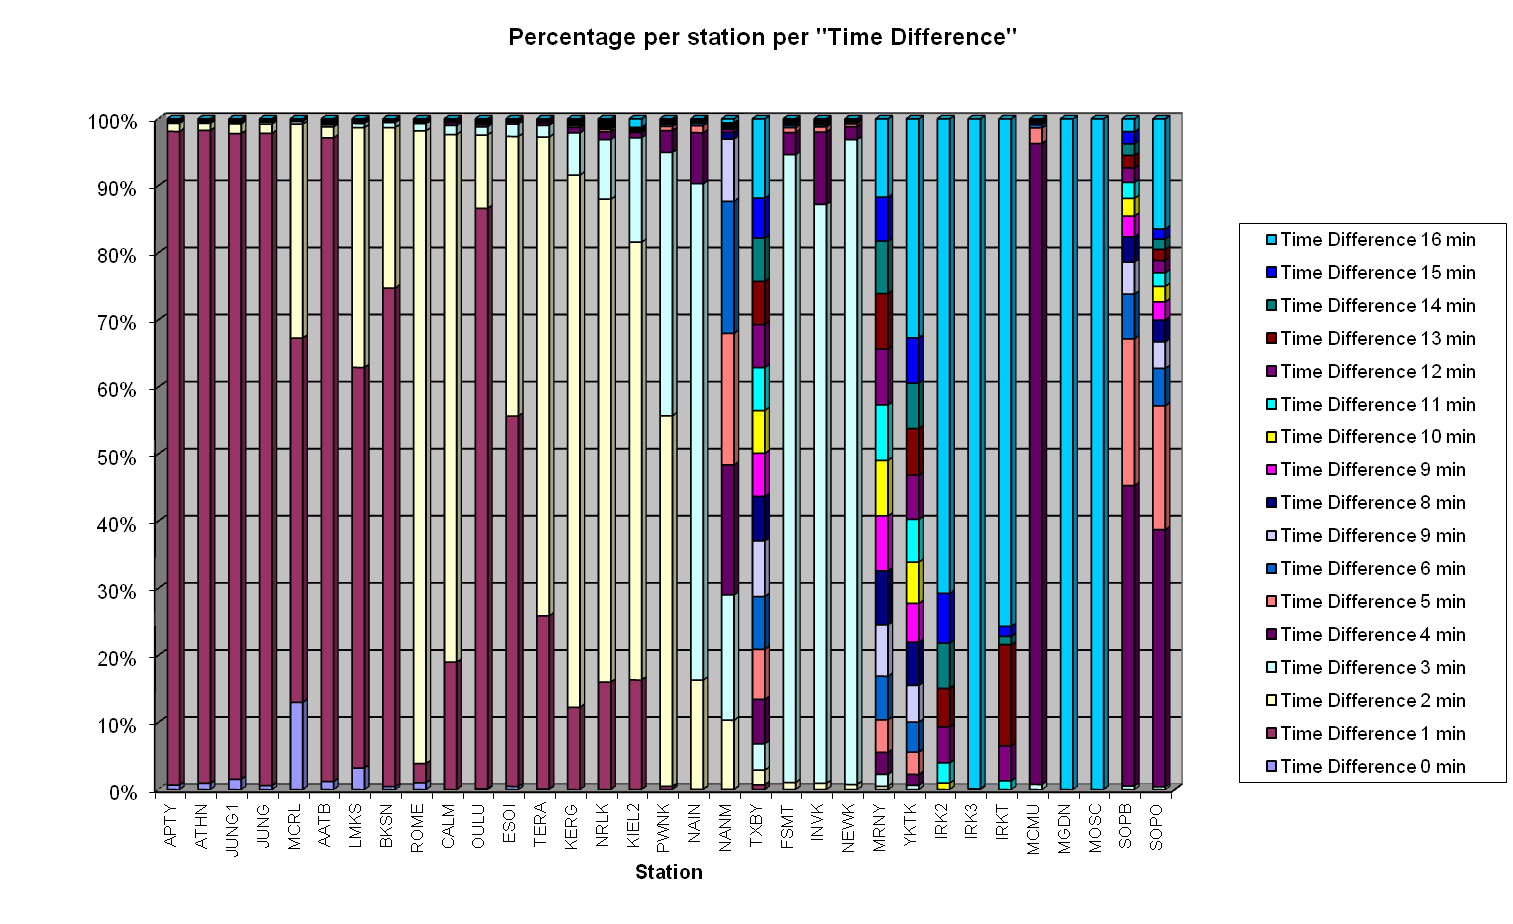 Percentage per station per "Time Difference"
100%
90%
80%
70%
60%
50%
40%
30%
20%
10%
0%
APTY
ATHN
JUNG1
JUNG
MCRL
AATB
LMKS
BKSN
ROME
CALM
OULU
ESOI
TERA
KERG
NRLK
KIEL2
PWNK
NAIN
NANM
TXBY
FSMT
INVK
NEWK
MRNY
YKTK
IRK2
IRK3
IRKT
MCMU
MGDN
MOSC
SOPB
SOPO
Station
Time Difference 16 min
Time Difference 15 min
Time Difference 14 min
Time Difference 13 min
Time Difference 12 min
Time Difference 11 min
Time Difference 10 min
Time Difference 9 min
Time Difference 8 min
Time Difference 9 min
Time Difference 6 min
Time Difference 5 min
Time Difference 4 min
Time Difference 3 min
Time Difference 2 min
Time Difference 1 min
Time Difference 0 min